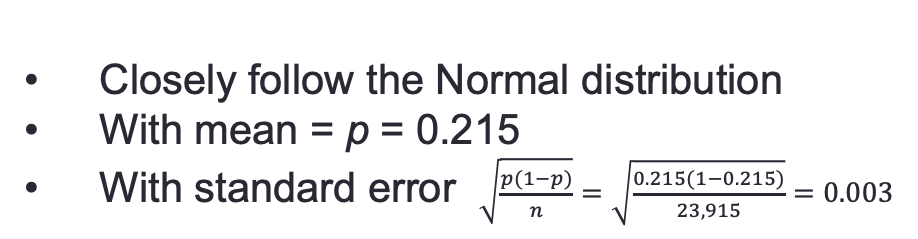 • Closely follow the Normal distribution
• With mean = p = 0.215
• With standard error √(p(1−p)/n) = √(0.215(1−0.215)/23,915) = 0.003